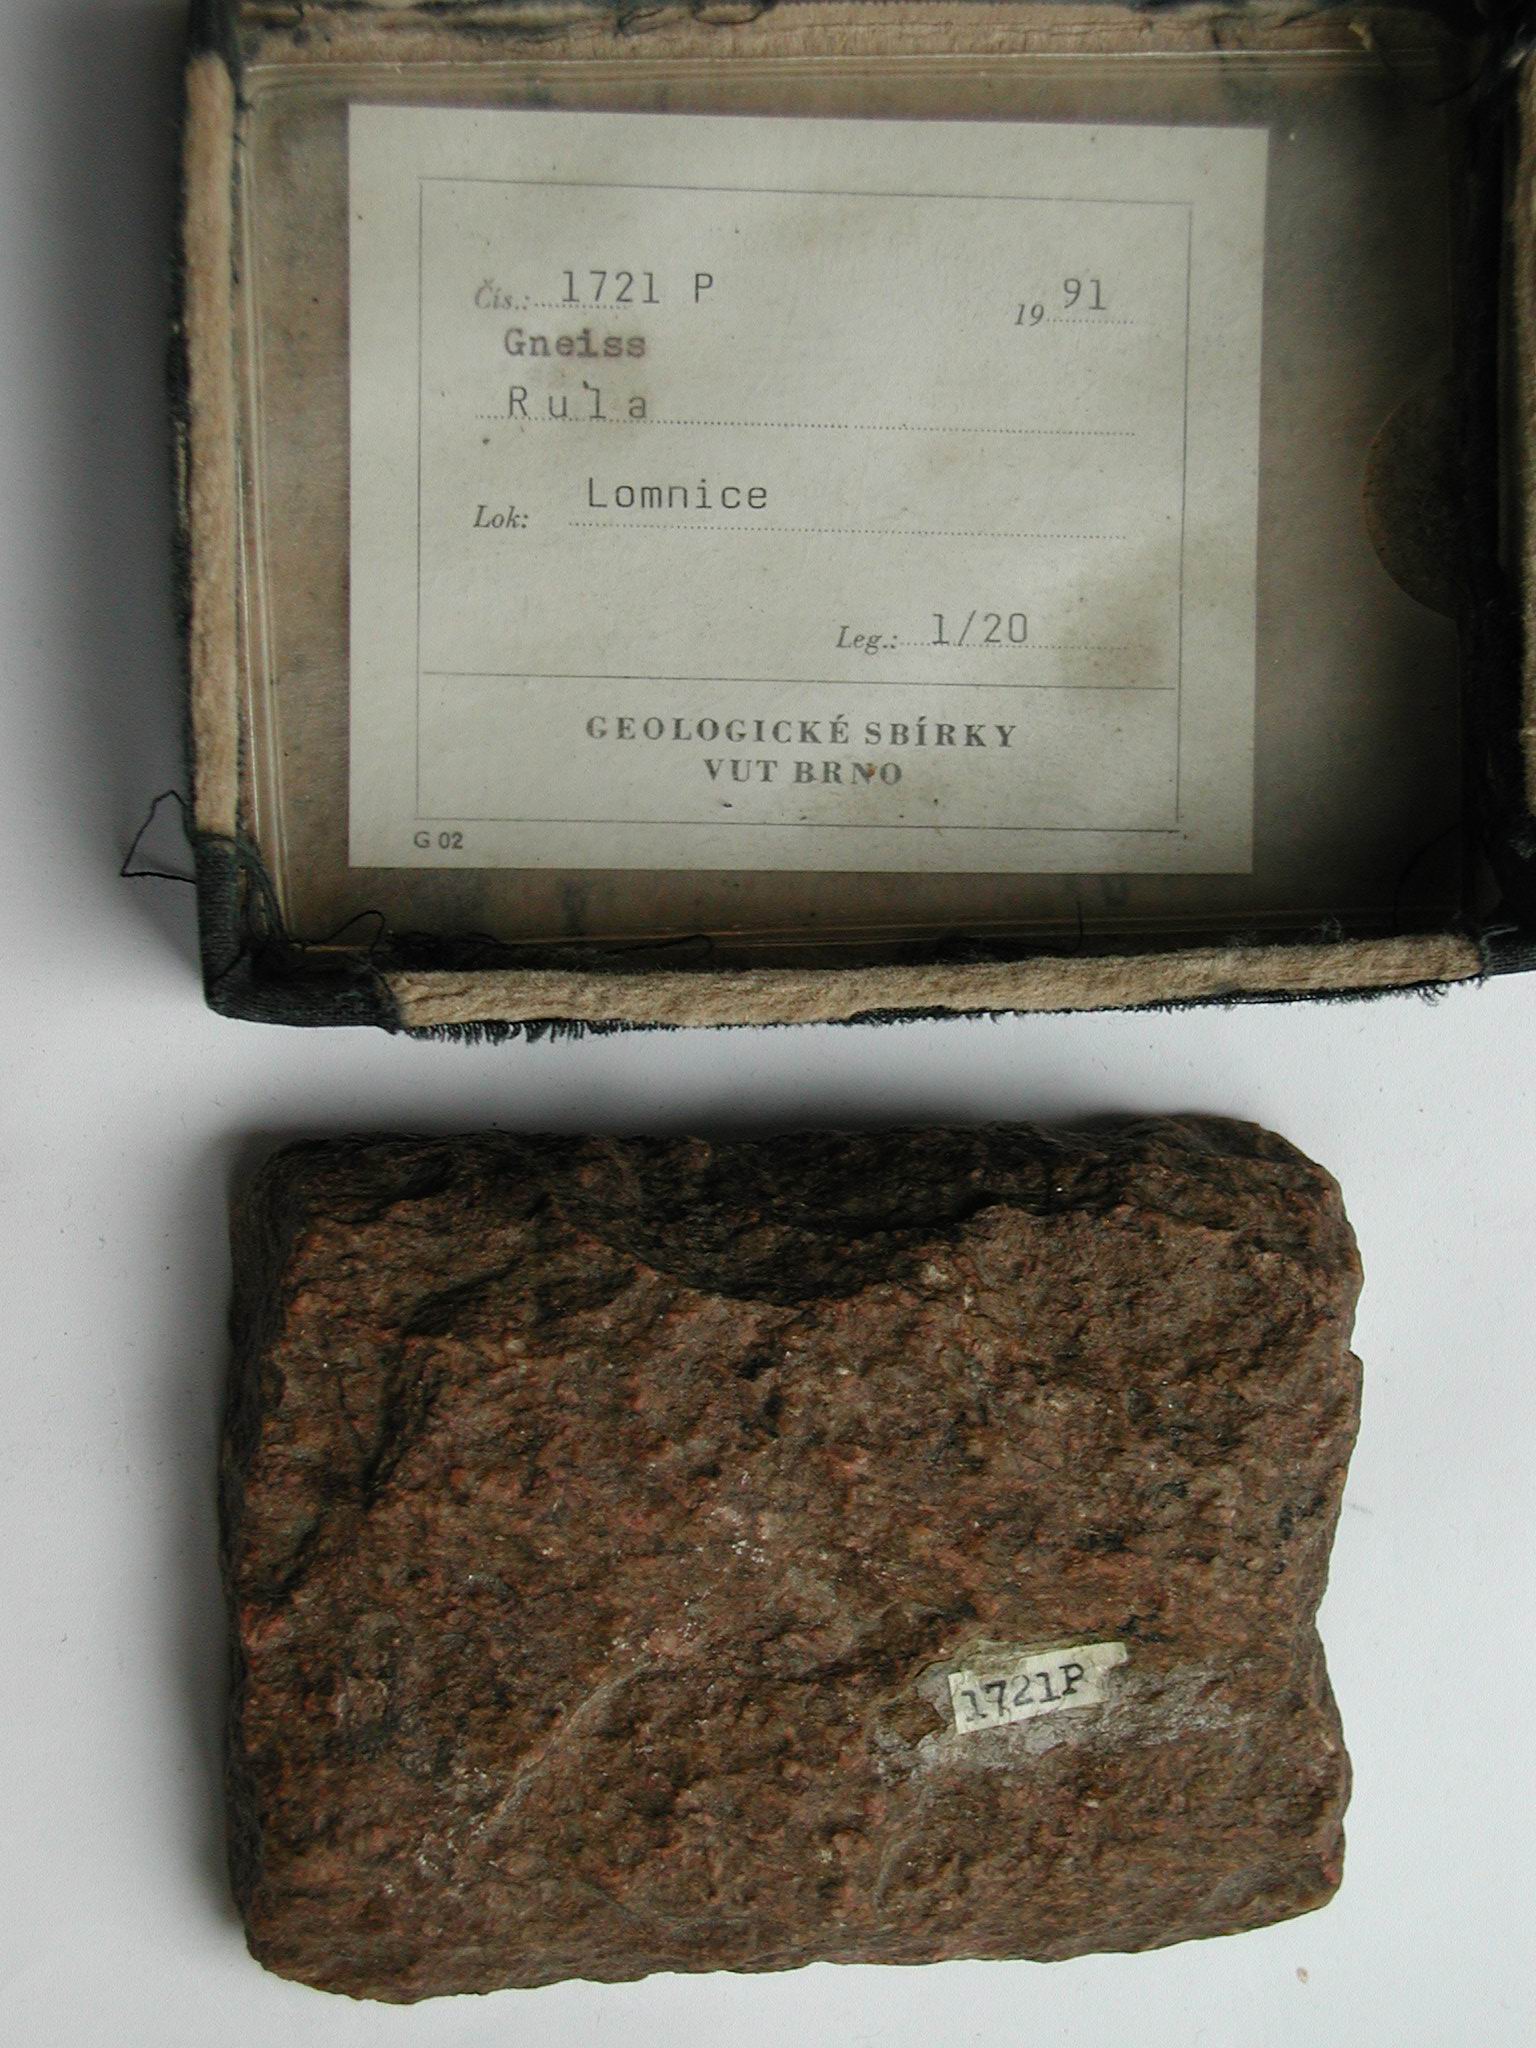 Čís.: 1721 P 19 91
Gneiss
Rula
Lok: Lomnice
Leg.: 1/20
GEOLOGICKÉ SBÍRKY
VUT BRNO
G 02
1721P